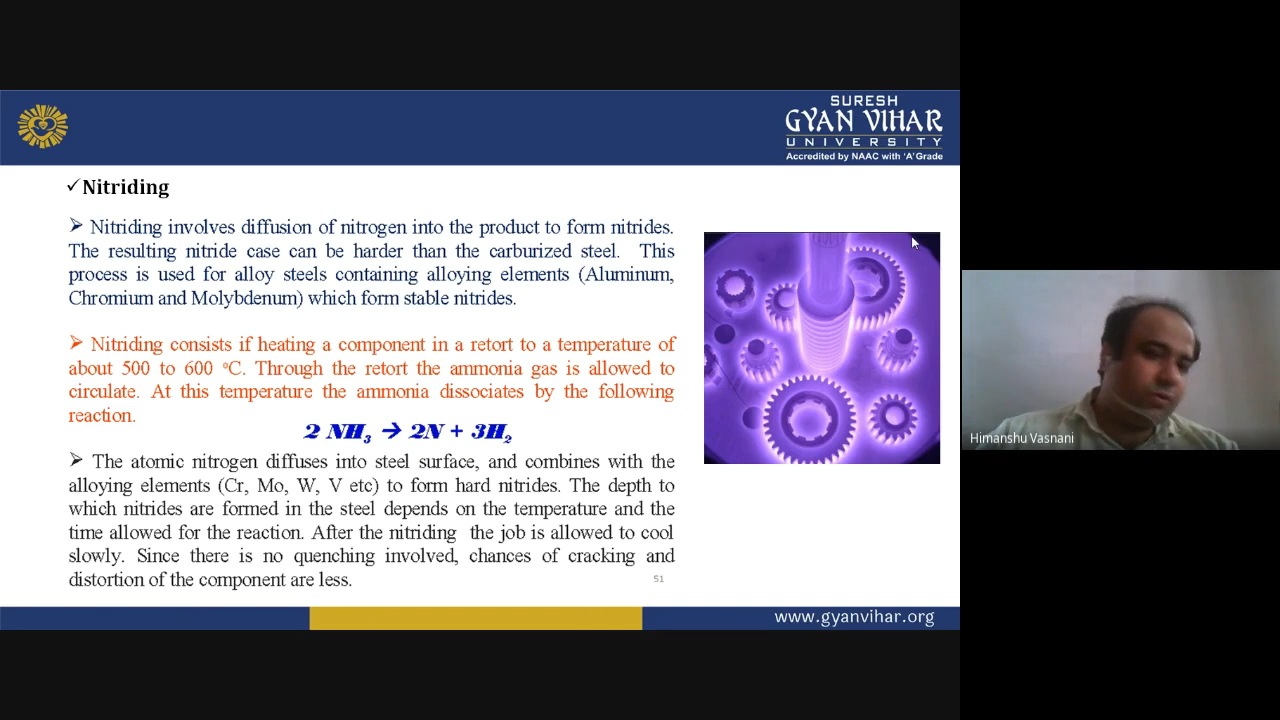 SURESH
GYAN VIHAR
UNIVERSITY
Accredited by NAAC with 'A' Grade
✓Nitriding
➢ Nitriding involves diffusion of nitrogen into the product to form nitrides.
The resulting nitride case can be harder than the carburized steel. This
process is used for alloy steels containing alloying elements (Aluminum,
Chromium and Molybdenum) which form stable nitrides.
➢ Nitriding consists if heating a component in a retort to a temperature of
about 500 to 600 °C. Through the retort the ammonia gas is allowed to
circulate. At this temperature the ammonia dissociates by the following
reaction.
2 NH₃ → 2N + 3H₂
➢ The atomic nitrogen diffuses into steel surface, and combines with the
alloying elements (Cr, Mo, W, V etc) to form hard nitrides. The depth to
which nitrides are formed in the steel depends on the temperature and the
time allowed for the reaction. After the nitriding the job is allowed to cool
slowly. Since there is no quenching involved, chances of cracking and
distortion of the component are less.
51
www.gyanvihar.org
Himanshu Vasnani